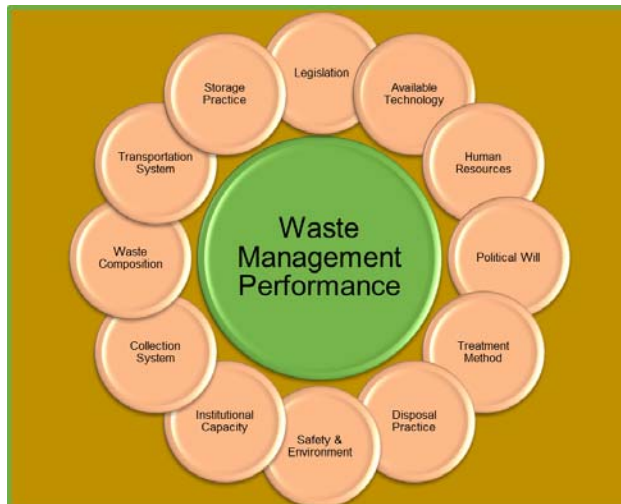 Legislation
Available
Technology
Human
Resources
Political Will
Treatment
Method
Disposal
Practice
Safety &
Environment
Institutional
Capacity
Collection
System
Waste
Composition
Transportation
System
Storage
Practice
Waste
Management
Performance